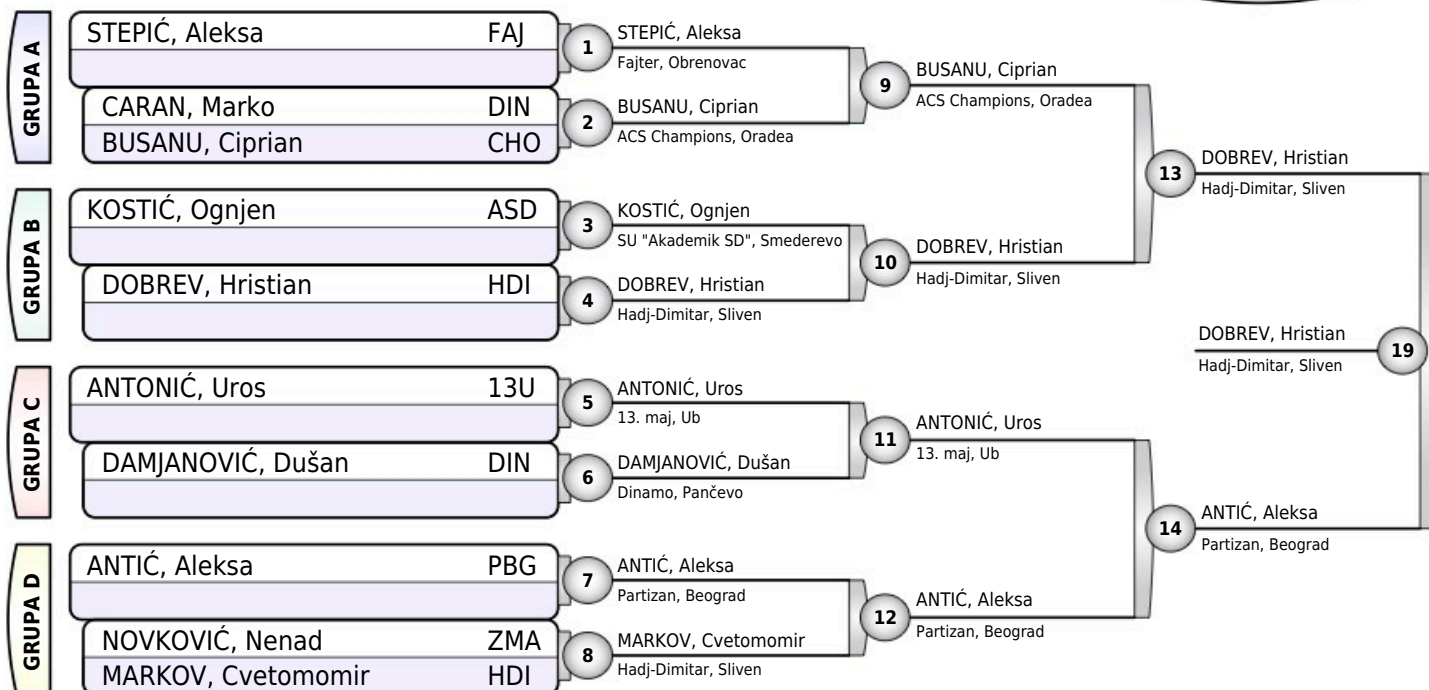 GRUPA A
STEPIĆ, Aleksa FAJ
CARAN, Marko DIN
BUSANU, Ciprian CHO
GRUPA B
KOSTIĆ, Ognjen ASD
DOBREV, Hristian HDI
GRUPA C
ANTONIĆ, Uros 13U
DAMJANOVIĆ, Dušan DIN
GRUPA D
ANTIĆ, Aleksa PBG
NOVKOVIĆ, Nenad ZMA
MARKOV, Cvetomomir HDI
1
STEPIĆ, Aleksa
Fajter, Obrenovac
2
BUSANU, Ciprian
ACS Champions, Oradea
3
KOSTIĆ, Ognjen
SU "Akademik SD", Smederevo
4
DOBREV, Hristian
Hadj-Dimitar, Sliven
5
ANTONIĆ, Uros
13. maj, Ub
6
DAMJANOVIĆ, Dušan
Dinamo, Pančevo
7
ANTIĆ, Aleksa
Partizan, Beograd
8
MARKOV, Cvetomomir
Hadj-Dimitar, Sliven
9
BUSANU, Ciprian
ACS Champions, Oradea
10
DOBREV, Hristian
Hadj-Dimitar, Sliven
11
ANTONIĆ, Uros
13. maj, Ub
12
ANTIĆ, Aleksa
Partizan, Beograd
13
DOBREV, Hristian
Hadj-Dimitar, Sliven
14
ANTIĆ, Aleksa
Partizan, Beograd
DOBREV, Hristian
Hadj-Dimitar, Sliven
19